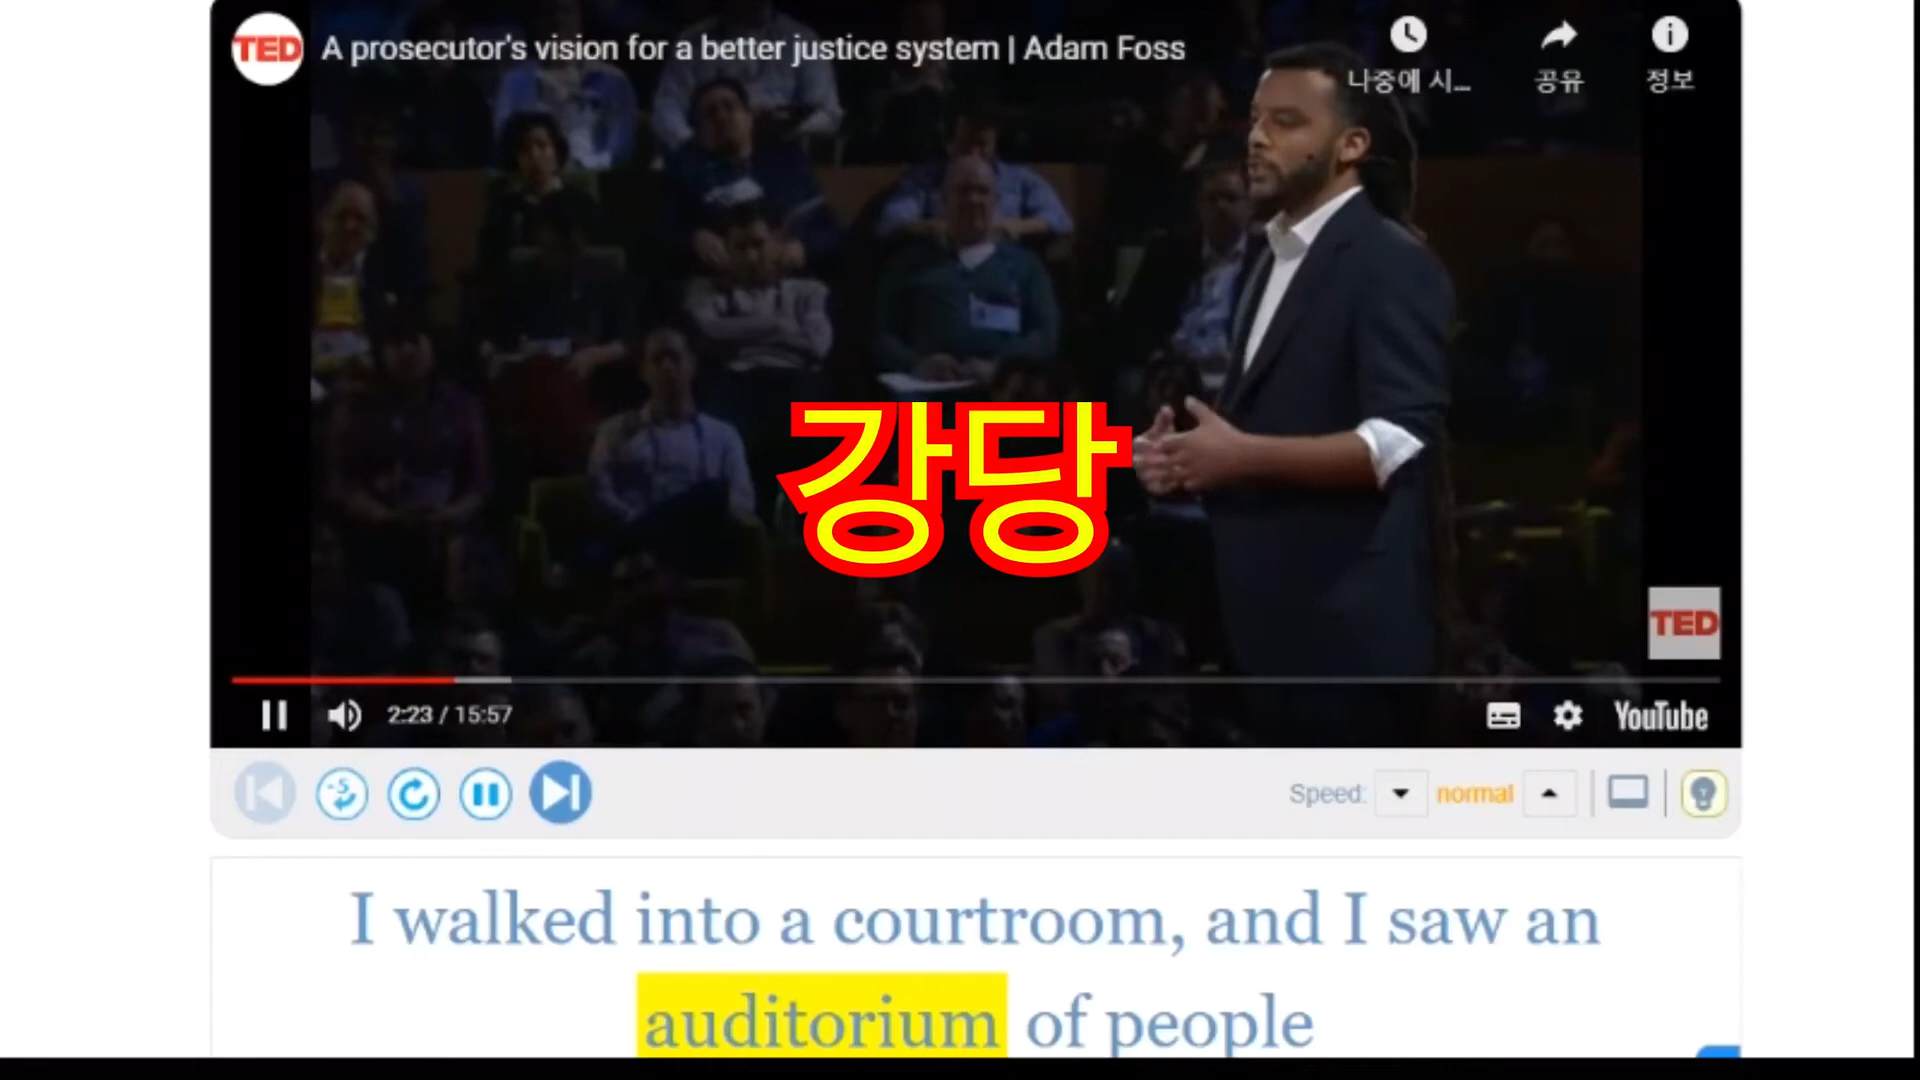 TED
A prosecutor's vision for a better justice system | Adam Foss
나중에 시...
공유
정보
강당
TED
2:23 / 15:57
YouTube
-5
Speed:
normal
I walked into a courtroom, and I saw an
auditorium of people